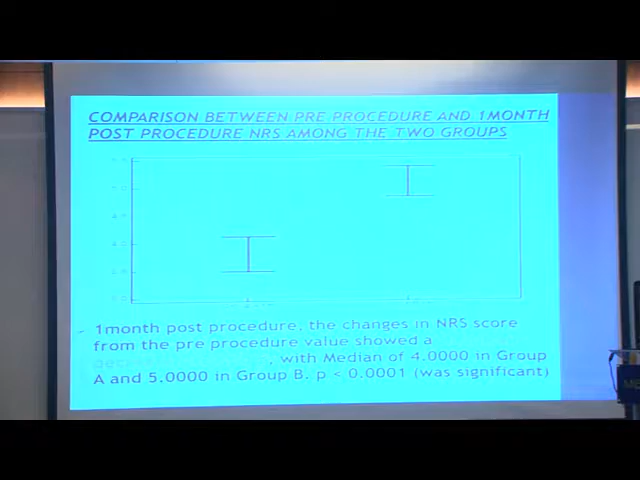 COMPARISON BETWEEN PRE PROCEDURE AND 1MONTH
POST PROCEDURE NRS AMONG THE TWO GROUPS
1month post procedure, the changes in NRS score
from the pre procedure value showed a
, with Median of 4.0000 in Group
A and 5.0000 in Group B. p < 0.0001 (was significant)